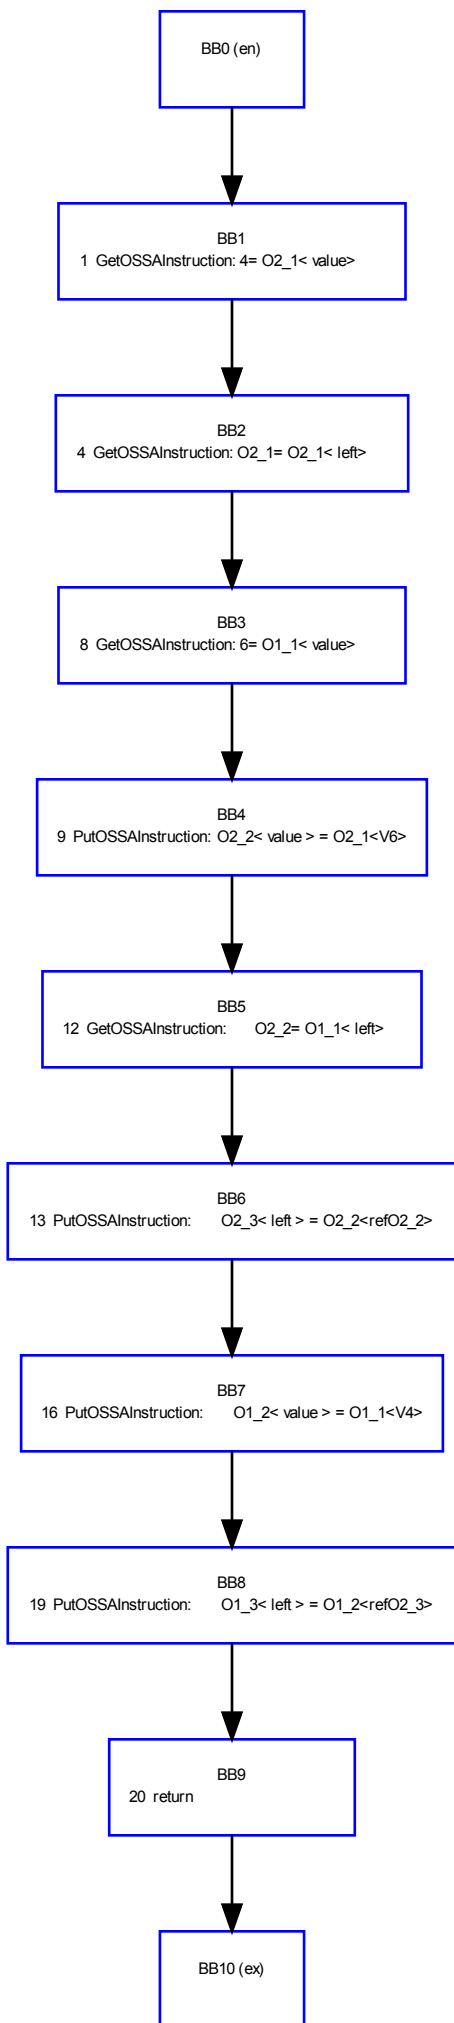 BB0 (en)
BB1
1 GetOSSAInstruction: 4= O2_1< value>
BB2
4 GetOSSAInstruction: O2_1= O2_1< left>
BB3
8 GetOSSAInstruction: 6= O1_1< value>
BB4
9 PutOSSAInstruction: O2_2< value > = O2_1<V6>
BB5
12 GetOSSAInstruction: O2_2= O1_1< left>
BB6
13 PutOSSAInstruction: O2_3< left > = O2_2<refO2_2>
BB7
16 PutOSSAInstruction: O1_2< value > = O1_1<V4>
BB8
19 PutOSSAInstruction: O1_3< left > = O1_2<refO2_3>
BB9
20 return
BB10 (ex)